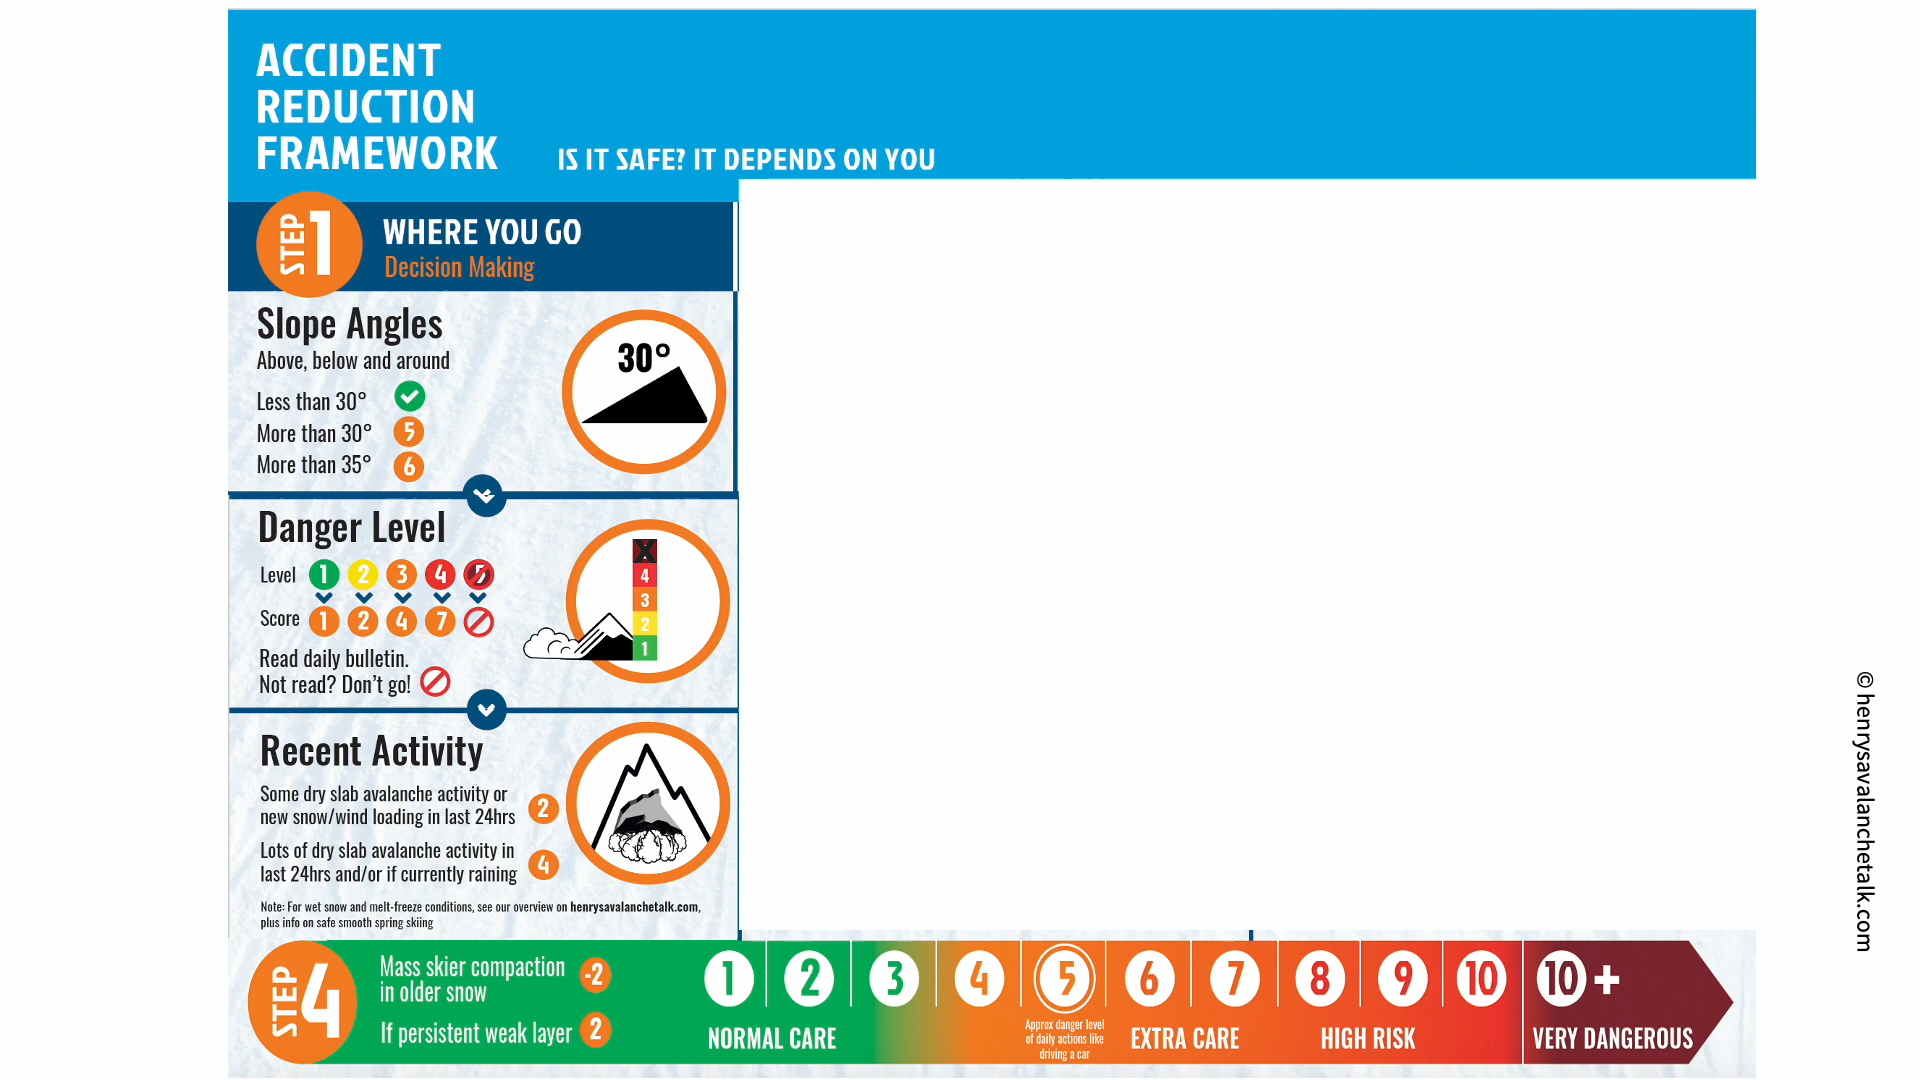 ACCIDENT
REDUCTION
FRAMEWORK
IS IT SAFE? IT DEPENDS ON YOU
STEP 1
WHERE YOU GO
Decision Making
Slope Angles
Above, below and around
Less than 30°
More than 30° 5
More than 35° 6
30°
Danger Level
Level 1 2 3 4 5
Score 1 2 4 7
Read daily bulletin.
Not read? Don't go!
X
4
3
2
1
Recent Activity
Some dry slab avalanche activity or
new snow/wind loading in last 24hrs 2
Lots of dry slab avalanche activity in
last 24hrs and/or if currently raining 4
Note: For wet snow and melt-freeze conditions, see our overview on henrysavalanchetalk.com,
plus info on safe smooth spring skiing
STEP 4
Mass skier compaction
in older snow -2
If persistent weak layer 2
1 2 3 4 5 6 7 8 9 10 10+
NORMAL CARE
Approx danger level
of daily actions like
driving a car
EXTRA CARE
HIGH RISK
VERY DANGEROUS
© henrysavalanchetalk.com